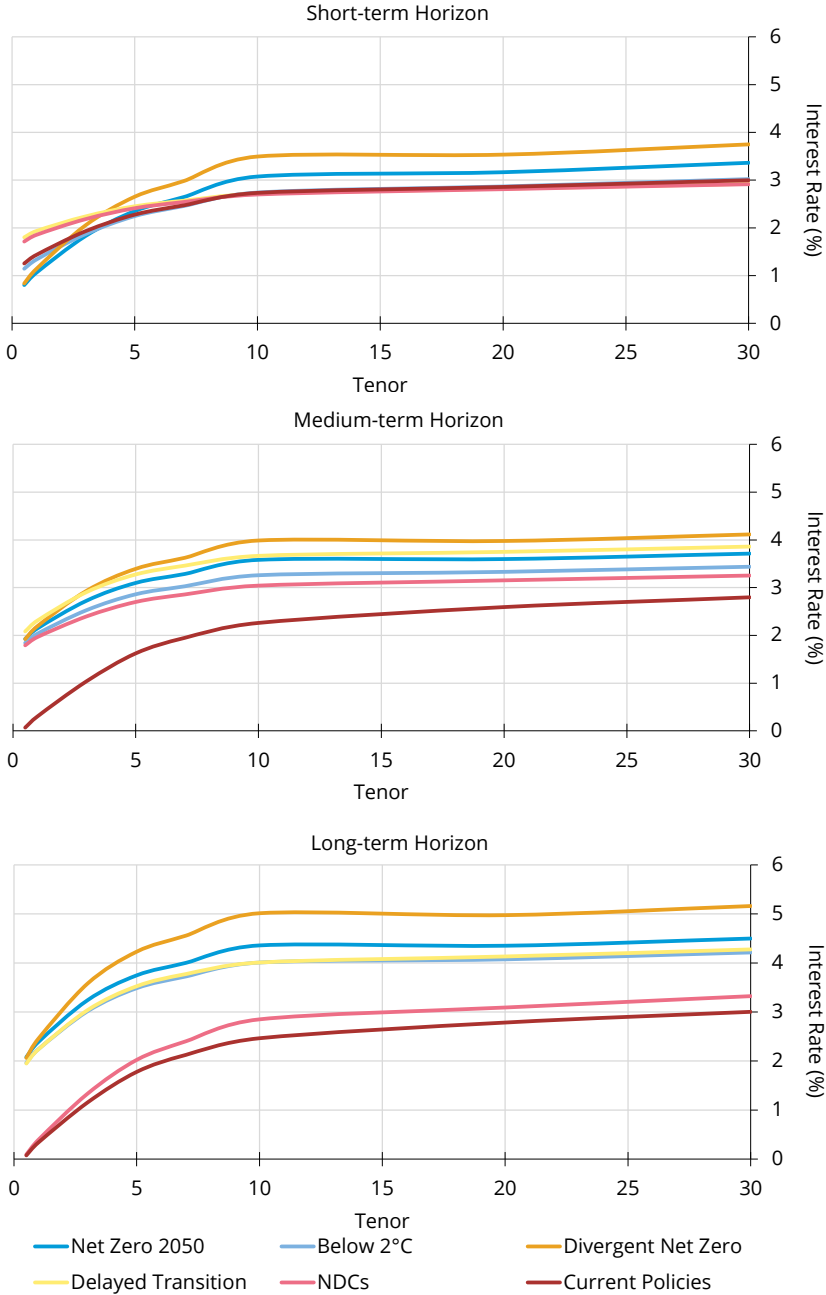 Short-term Horizon
6
5
4
3
2
1
0
Interest Rate (%)
0 5 10 15 20 25 30
Tenor
Medium-term Horizon
6
5
4
3
2
1
0
Interest Rate (%)
0 5 10 15 20 25 30
Tenor
Long-term Horizon
6
5
4
3
2
1
0
Interest Rate (%)
0 5 10 15 20 25 30
Tenor
Net Zero 2050 Below 2°C Divergent Net Zero
Delayed Transition NDCs Current Policies